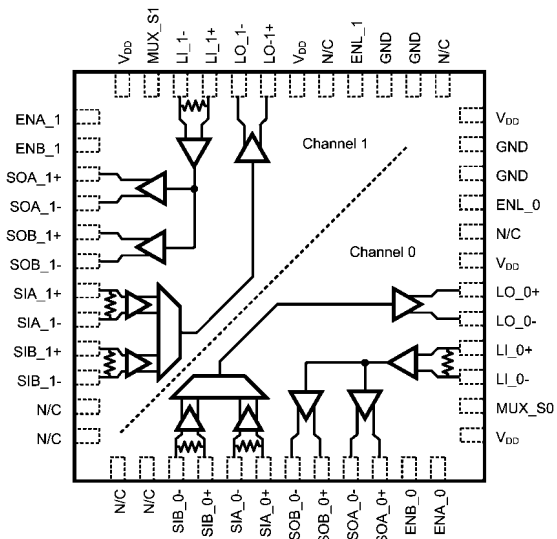 VDD
MUX_S1
LI_1-
LI_1+
LO_1-
LO-1+
VDD
N/C
ENL_1
GND
GND
N/C
ENA_1
ENB_1
SOA_1+
SOA_1-
SOB_1+
SOB_1-
SIA_1+
SIA_1-
SIB_1+
SIB_1-
N/C
N/C
Channel 1
Channel 0
VDD
GND
GND
ENL_0
N/C
VDD
LO_0+
LO_0-
LI_0+
LI_0-
MUX_S0
VDD
N/C
N/C
SIB_0-
SIB_0+
SIA_0-
SIA_0+
SOB_0-
SOB_0+
SOA_0-
SOA_0+
ENB_0
ENA_0